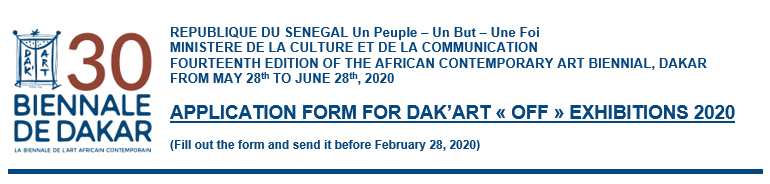 DAK' ART
30
BIENNALE
DE DAKAR
LA BIENNALE DE L'ART AFRICAIN CONTEMPORAIN
REPUBLIQUE DU SENEGAL Un Peuple – Un But – Une Foi
MINISTERE DE LA CULTURE ET DE LA COMMUNICATION
FOURTEENTH EDITION OF THE AFRICAN CONTEMPORARY ART BIENNIAL, DAKAR
FROM MAY 28th TO JUNE 28th, 2020
APPLICATION FORM FOR DAK’ART « OFF » EXHIBITIONS 2020
(Fill out the form and send it before February 28, 2020)